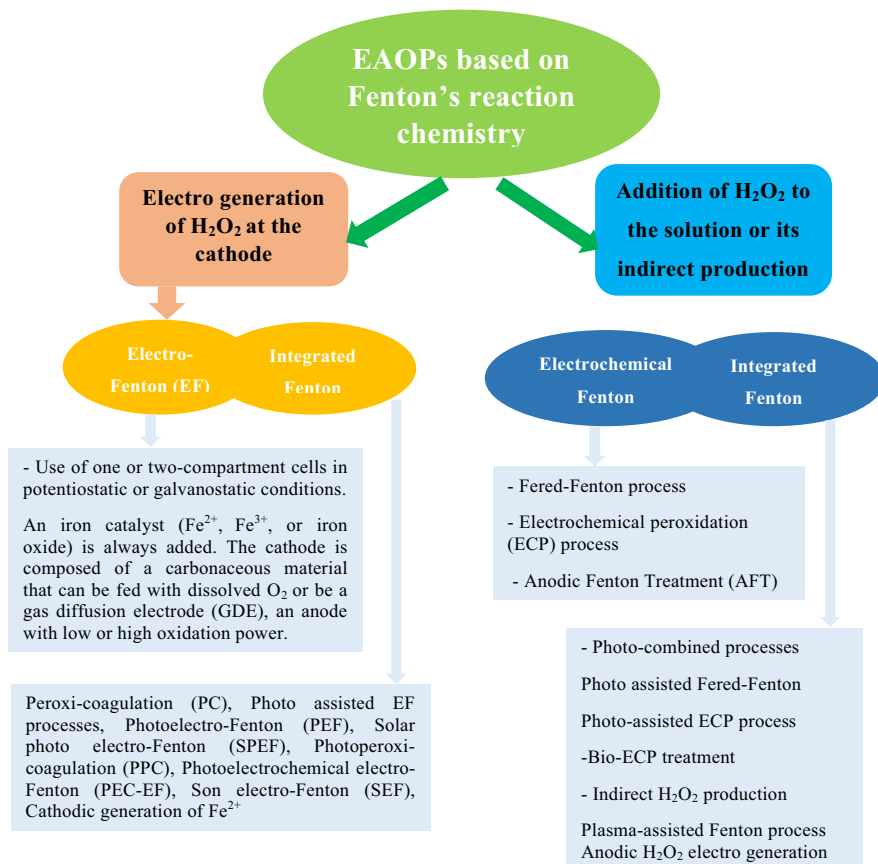 EAOPs based on
Fenton’s reaction
chemistry
Electro generation
of H₂O₂ at the
cathode
Addition of H₂O₂ to
the solution or its
indirect production
Electro-
Fenton (EF)
Integrated
Fenton
Electrochemical
Fenton
Integrated
Fenton
- Use of one or two-compartment cells in
potentiostatic or galvanostatic conditions.
An iron catalyst (Fe²⁺, Fe³⁺, or iron
oxide) is always added. The cathode is
composed of a carbonaceous material
that can be fed with dissolved O₂ or be a
gas diffusion electrode (GDE), an anode
with low or high oxidation power.
Peroxi-coagulation (PC), Photo assisted EF
processes, Photoelectro-Fenton (PEF), Solar
photo electro-Fenton (SPEF), Photoperoxi-
coagulation (PPC), Photoelectrochemical electro-
Fenton (PEC-EF), Son electro-Fenton (SEF),
Cathodic generation of Fe²⁺
- Fered-Fenton process
- Electrochemical peroxidation
(ECP) process
- Anodic Fenton Treatment (AFT)
- Photo-combined processes
Photo assisted Fered-Fenton
Photo-assisted ECP process
-Bio-ECP treatment
- Indirect H₂O₂ production
Plasma-assisted Fenton process
Anodic H₂O₂ electro generation